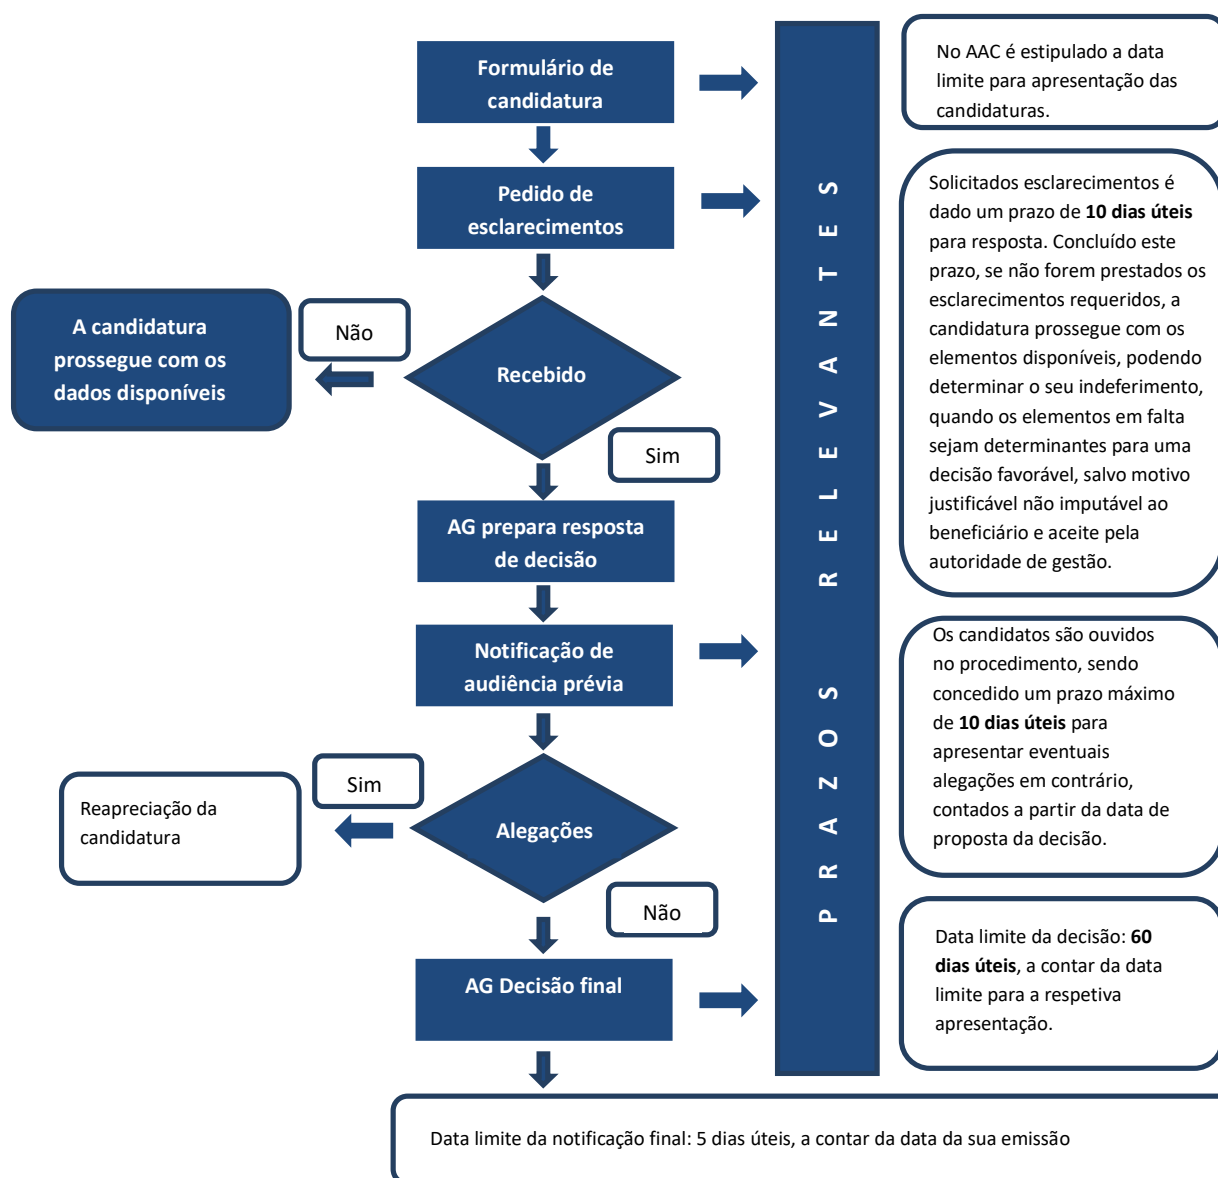 Formulário de
candidatura
No AAC é estipulado a data
limite para apresentação das
candidaturas.
Pedido de
esclarecimentos
Solicitados esclarecimentos é
dado um prazo de 10 dias úteis
para resposta. Concluído este
prazo, se não forem prestados os
esclarecimentos requeridos, a
candidatura prossegue com os
elementos disponíveis, podendo
determinar o seu indeferimento,
quando os elementos em falta
sejam determinantes para uma
decisão favorável, salvo motivo
justificável não imputável ao
beneficiário e aceite pela
autoridade de gestão.
A candidatura
prossegue com os
dados disponíveis
Não
Recebido
Sim
AG prepara resposta
de decisão
Notificação de
audiência prévia
Os candidatos são ouvidos
no procedimento, sendo
concedido um prazo máximo
de 10 dias úteis para
apresentar eventuais
alegações em contrário,
contados a partir da data de
proposta da decisão.
Reapreciação da
candidatura
Sim
Alegações
Não
AG Decisão final
Data limite da decisão: 60
dias úteis, a contar da data
limite para a respetiva
apresentação.
PRAZOS RELEVANTES
Data limite da notificação final: 5 dias úteis, a contar da data da sua emissão